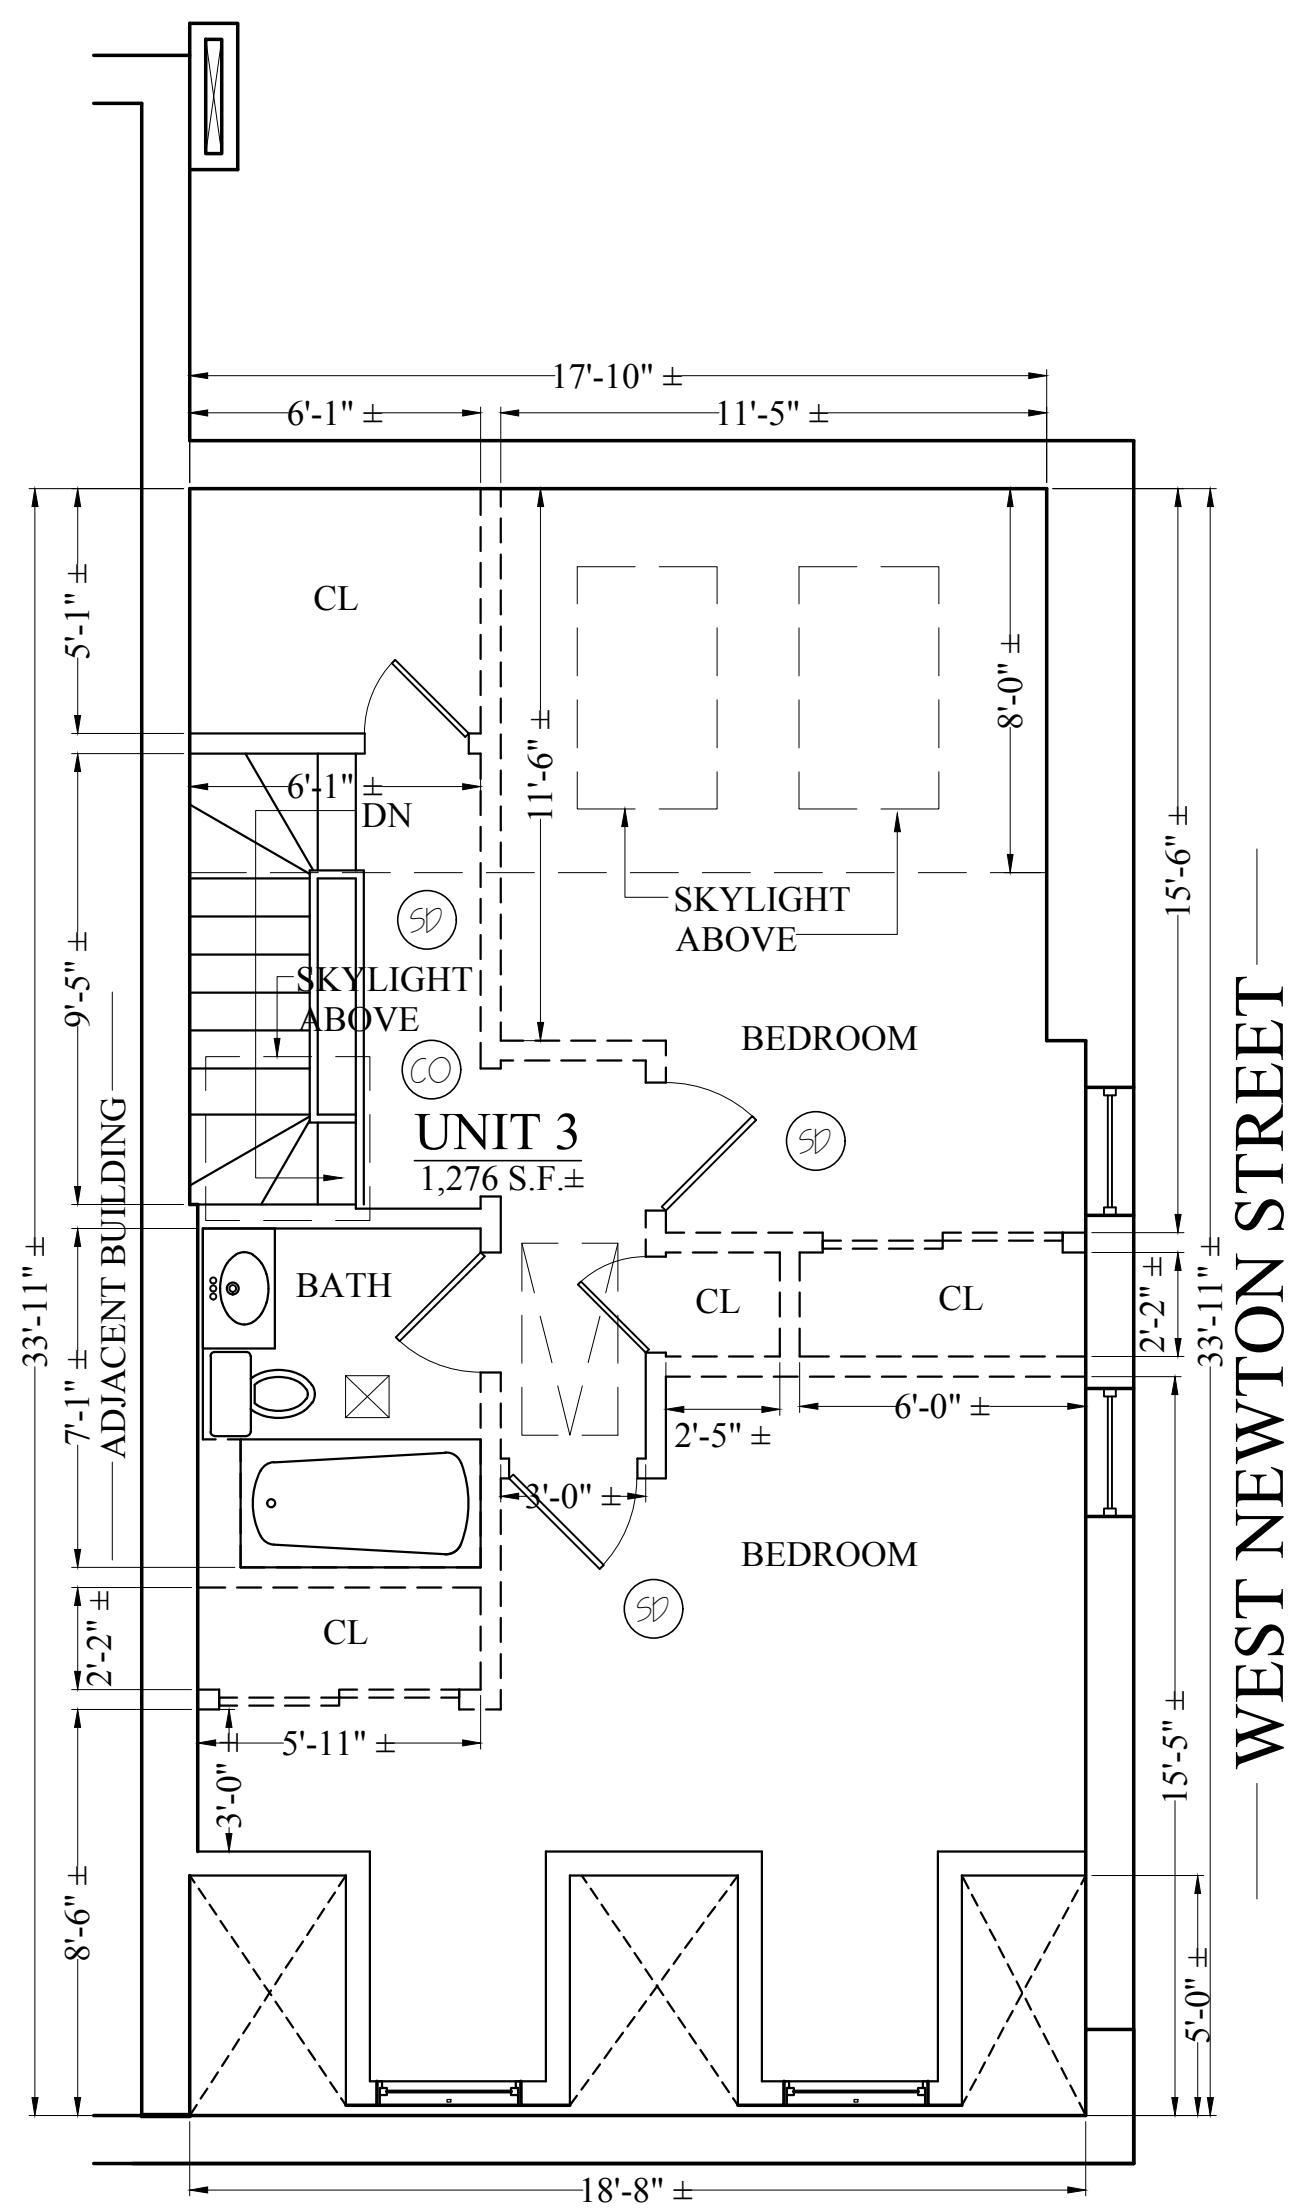 17'-10" ±
6'-1" ±
11'-5" ±
5'-1" ±
CL
11'-6" ±
8'-0" ±
6'-1" ±
DN
SKYLIGHT
ABOVE
15'-6" ±
9'-5" ±
SD
SKYLIGHT
ABOVE
CO
BEDROOM
UNIT 3
1,276 S.F.±
SD
33'-11" ±
ADJACENT BUILDING
7'-1" ±
BATH
CL
CL
2'-2" ±
33'-11" ±
WEST NEWTON STREET
2'-5" ±
6'-0" ±
3'-0" ±
BEDROOM
SD
2'-2" ±
CL
5'-11" ±
3'-0" ±
15'-5" ±
8'-6" ±
5'-0" ±
18'-8" ±